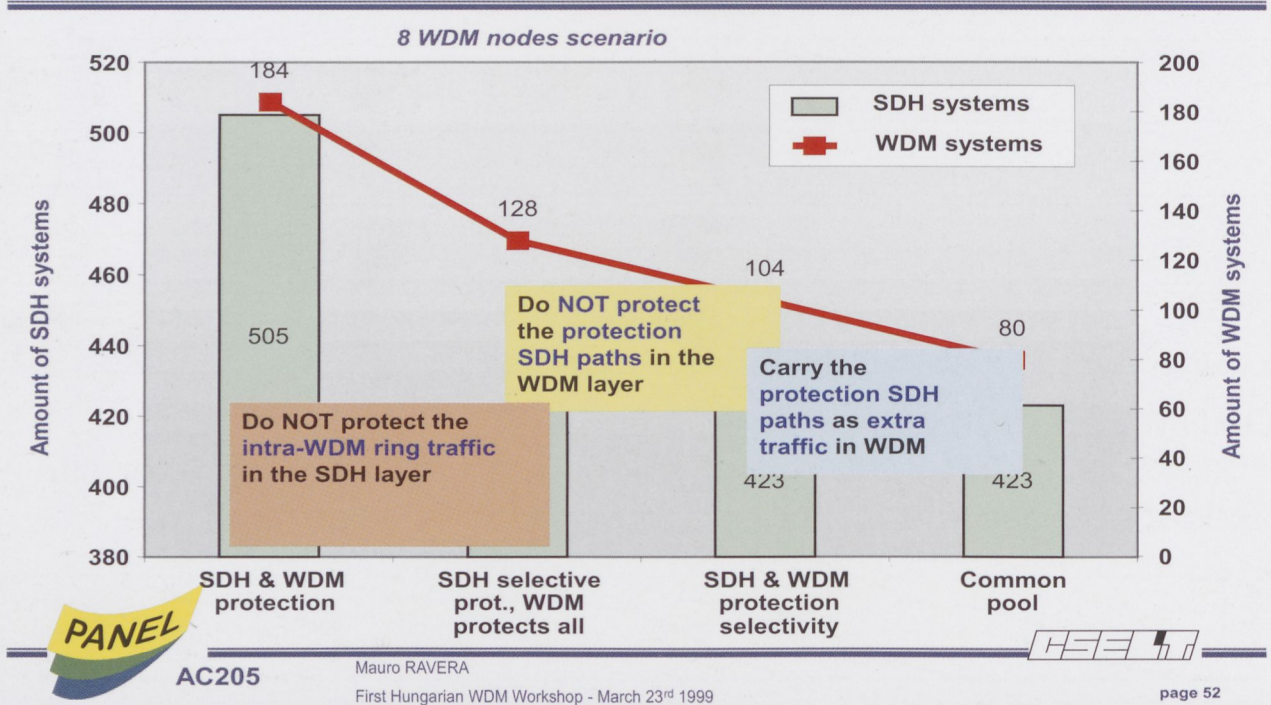 8 WDM nodes scenario
520
500
480
460
440
420
400
380
Amount of SDH systems
200
180
160
140
120
100
80
60
40
20
0
Amount of WDM systems
SDH systems
WDM systems
184
128
104
80
505
423
423
Do NOT protect
the protection
SDH paths in the
WDM layer
Carry the
protection SDH
paths as extra
traffic in WDM
Do NOT protect the
intra-WDM ring traffic
in the SDH layer
SDH & WDM
protection
SDH selective
prot., WDM
protects all
SDH & WDM
protection
selectivity
Common
pool
PANEL
AC205
Mauro RAVERA
First Hungarian WDM Workshop - March 23rd 1999
CSELT
page 52